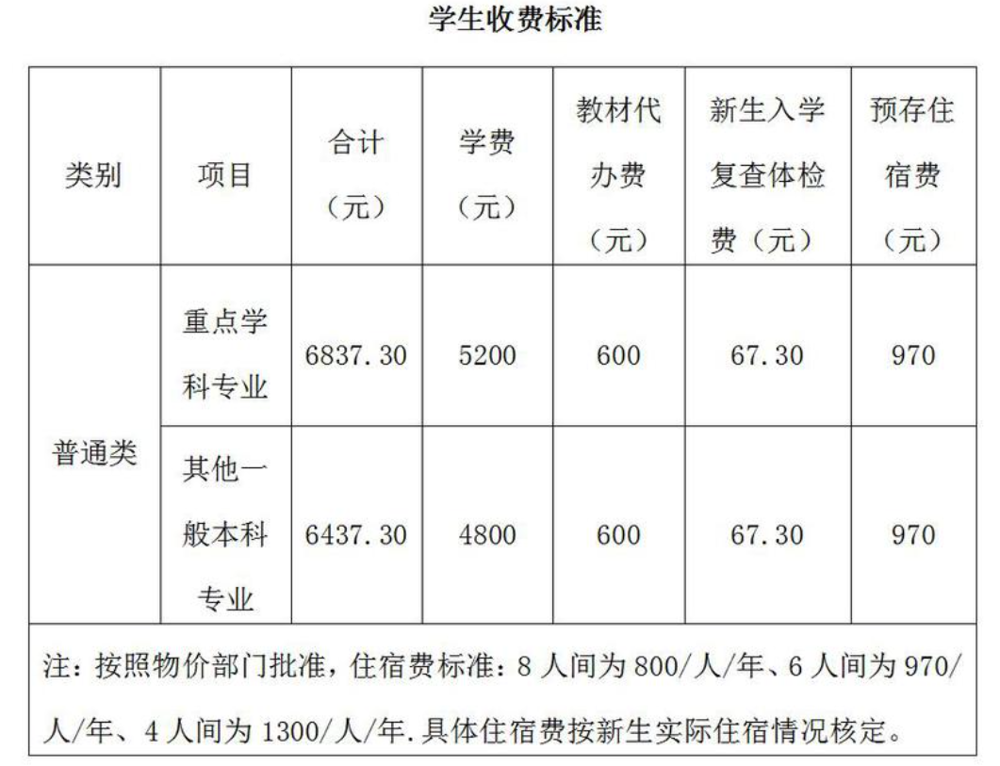 学生收费标准
类别
项目
合计
（元）
学费
（元）
教材代
办费
（元）
新生入学
复查体检
费（元）
预存住
宿费
（元）
普通类
重点学
科专业
6837.30
5200
600
67.30
970
其他一
般本科
专业
6437.30
4800
600
67.30
970
注：按照物价部门批准，住宿费标准：8 人间为 800/人/年、6 人间为 970/
人/年、4 人间为 1300/人/年.具体住宿费按新生实际住宿情况核定。